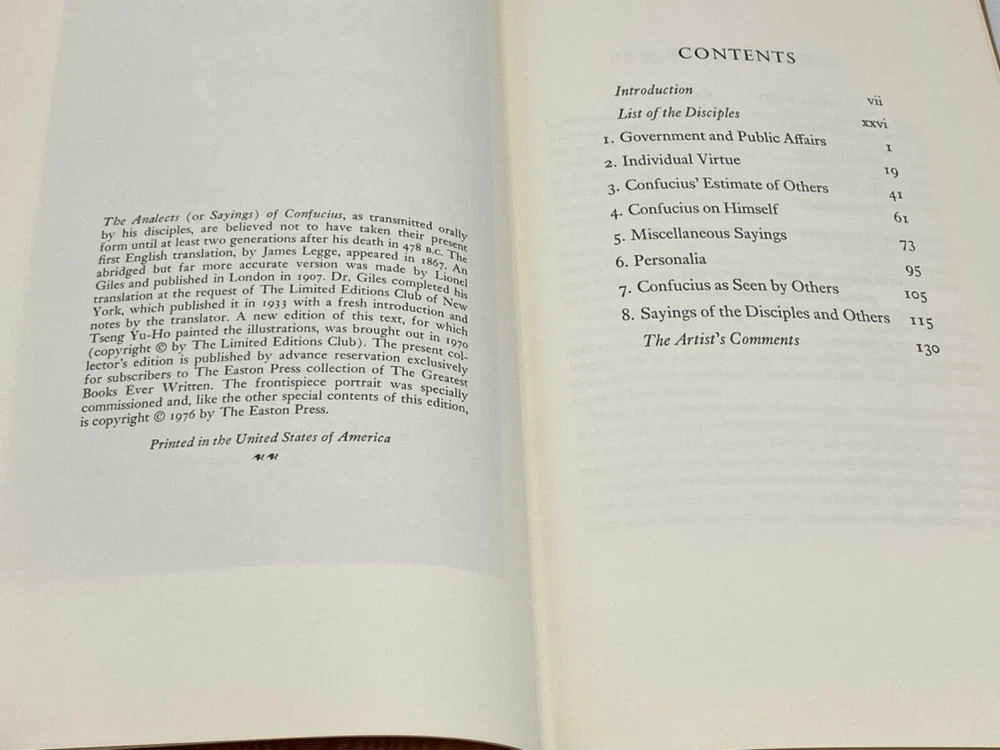 The Analects (or Sayings) of Confucius, as transmitted orally
by his disciples, are believed not to have taken their present
form until at least two generations after his death in 478 B.C. The
first English translation, by James Legge, appeared in 1867. An
abridged but far more accurate version was made by Lionel
Giles and published in London in 1907. Dr. Giles completed his
translation at the request of The Limited Editions Club of New
York, which published it in 1933 with a fresh introduction and
notes by the translator. A new edition of this text, for which
Tseng Yu-Ho painted the illustrations, was brought out in 1970
(copyright © by The Limited Editions Club). The present col-
lector's edition is published by advance reservation exclusively
for subscribers to The Easton Press collection of The Greatest
Books Ever Written. The frontispiece portrait was specially
commissioned and, like the other special contents of this edition,
is copyright © 1976 by The Easton Press.
Printed in the United States of America
CONTENTS
Introduction vii
List of the Disciples xxvi
1. Government and Public Affairs 1
2. Individual Virtue 19
3. Confucius' Estimate of Others 41
4. Confucius on Himself 61
5. Miscellaneous Sayings 73
6. Personalia 95
7. Confucius as Seen by Others 105
8. Sayings of the Disciples and Others 115
The Artist's Comments 130